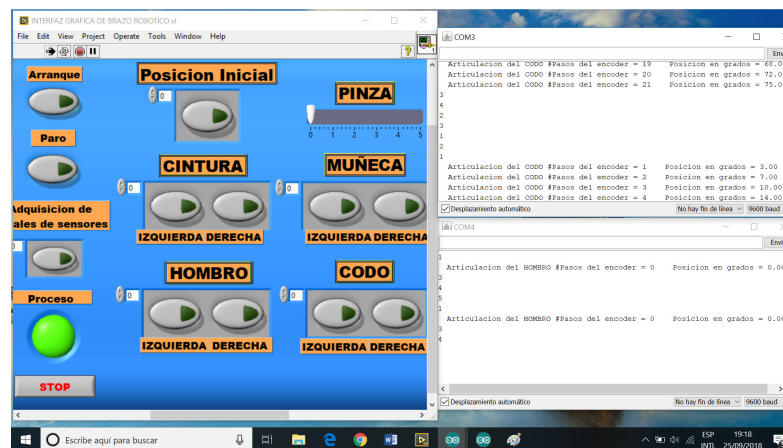 INTERFAZ GRAFICA DE BRAZO ROBOTICO.vi
File Edit View Project Operate Tools Window Help
Arranque
Paro
Adquisicion de
ales de sensores
Proceso
STOP
Posicion Inicial
0
PINZA
0 1 2 3 4 5
CINTURA
0
IZQUIERDA DERECHA
MUÑECA
0
IZQUIERDA DERECHA
HOMBRO
0
IZQUIERDA DERECHA
CODO
0
IZQUIERDA DERECHA
COM3
Env
Articulacion del CODO #Pasos del encoder = 19 Posicion en grados = 68.0
Articulacion del CODO #Pasos del encoder = 20 Posicion en grados = 72.0
Articulacion del CODO #Pasos del encoder = 21 Posicion en grados = 75.0
3
4
2
3
1
2
1
Articulacion del CODO #Pasos del encoder = 1 Posicion en grados = 3.00
Articulacion del CODO #Pasos del encoder = 2 Posicion en grados = 7.00
Articulacion del CODO #Pasos del encoder = 3 Posicion en grados = 10.00
Articulacion del CODO #Pasos del encoder = 4 Posicion en grados = 14.00
Desplazamiento automático
No hay fin de línea
9600 baud
COM4
Envi
1
Articulacion del HOMBRO #Pasos del encoder = 0 Posicion en grados = 0.00
3
4
5
1
Articulacion del HOMBRO #Pasos del encoder = 0 Posicion en grados = 0.00
3
4
Desplazamiento automático
No hay fin de línea
9600 baud
Escribe aquí para buscar
ESP
INTL
19:18
25/09/2018